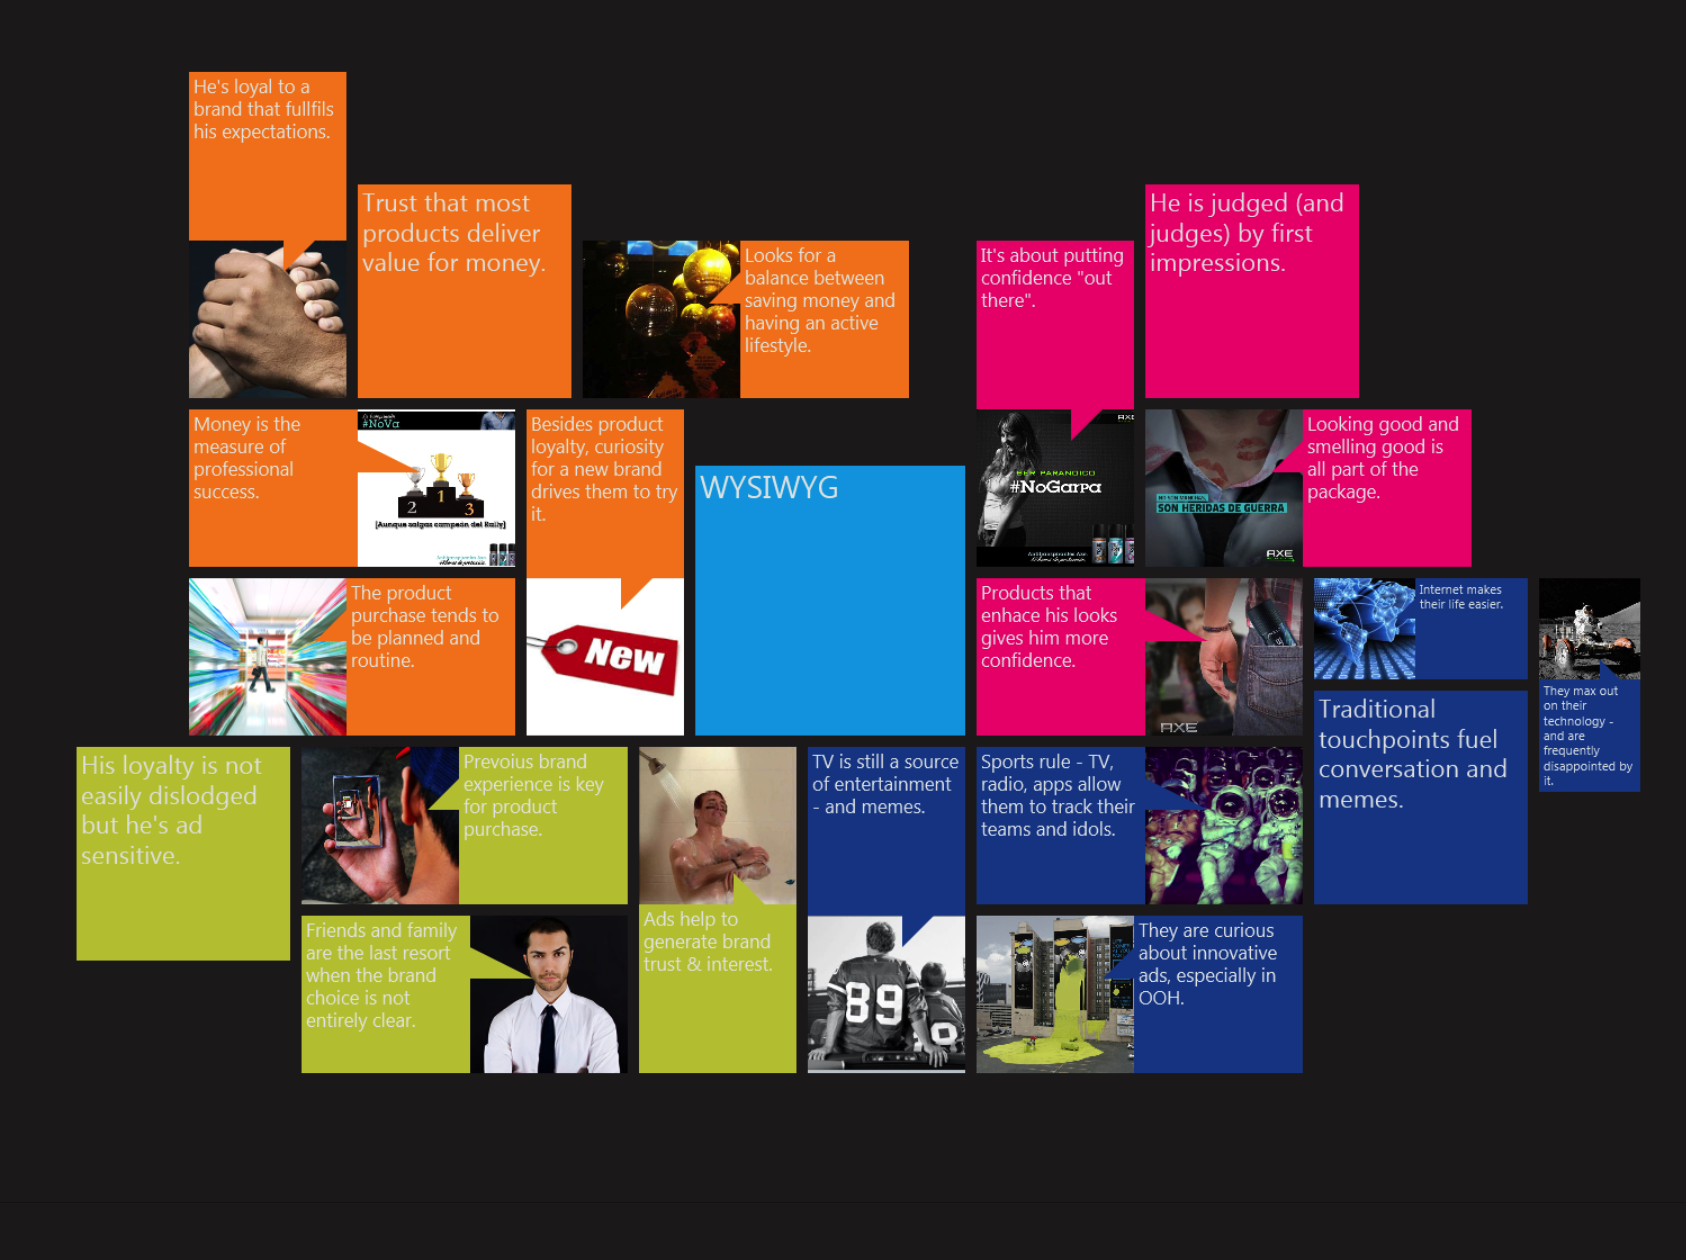 He's loyal to a
brand that fullfils
his expectations.
Trust that most
products deliver
value for money.
Looks for a
balance between
saving money and
having an active
lifestyle.
It's about putting
confidence "out
there".
He is judged (and
judges) by first
impressions.
Money is the
measure of
professional
success.
#NoVa
2 1 3
[Aunque salgas campeón del Rally]
Besides product
loyalty, curiosity
for a new brand
drives them to try
it.
WYSIWYG
AXE
SER PARANOICO
#NoGarpa
Antitranspirantes Axe.
SON HERIDAS DE GUERRA
AXE
Looking good and
smelling good is
all part of the
package.
The product
purchase tends to
be planned and
routine.
New
Products that
enhace his looks
gives him more
confidence.
AXE
Internet makes
their life easier.
They max out
on their
technology -
and are
frequently
disappointed by
it.
Traditional
touchpoints fuel
conversation and
memes.
His loyalty is not
easily dislodged
but he's ad
sensitive.
Prevoius brand
experience is key
for product
purchase.
Ads help to
generate brand
trust & interest.
TV is still a source
of entertainment
- and memes.
Sports rule - TV,
radio, apps allow
them to track their
teams and idols.
Friends and family
are the last resort
when the brand
choice is not
entirely clear.
89
They are curious
about innovative
ads, especially in
OOH.